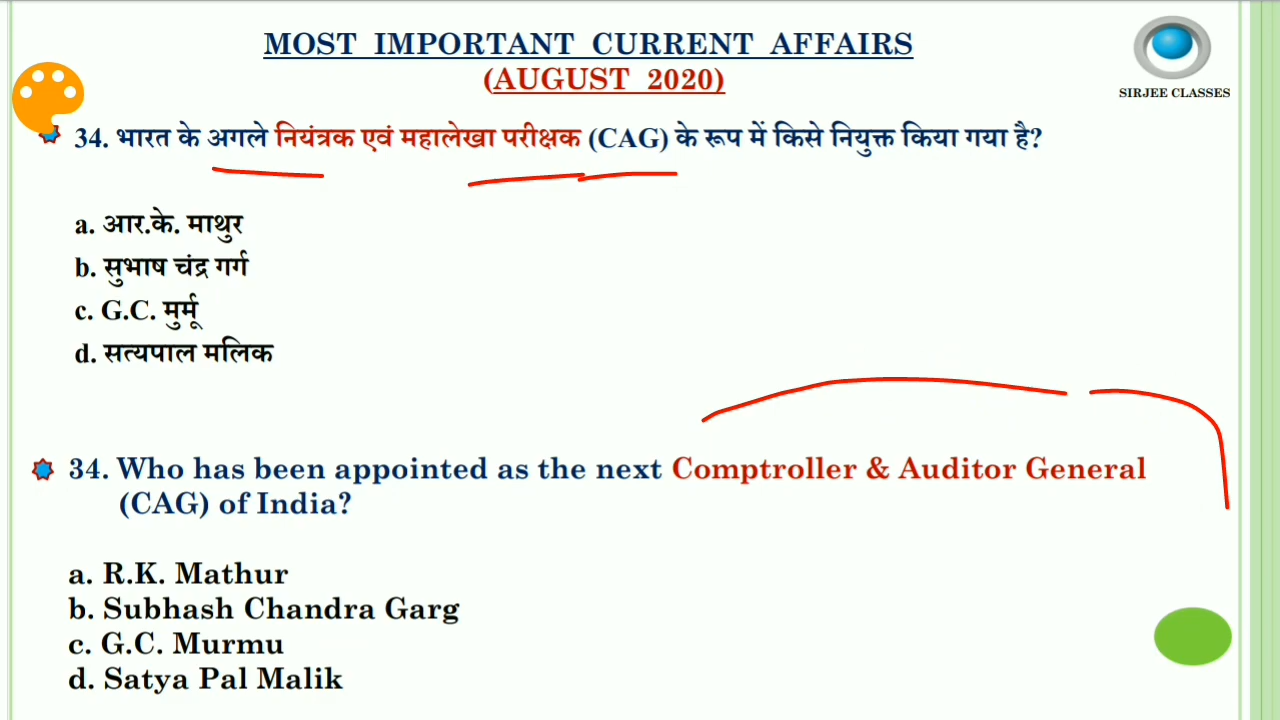 MOST IMPORTANT CURRENT AFFAIRS
(AUGUST 2020)
SIRJEE CLASSES
34. भारत के अगले नियंत्रक एवं महालेखा परीक्षक (CAG) के रूप में किसे नियुक्त किया गया है?
a. आर.के. माथुर
b. सुभाष चंद्र गर्ग
c. G.C. मुर्मू
d. सत्यपाल मलिक
34. Who has been appointed as the next Comptroller & Auditor General
(CAG) of India?
a. R.K. Mathur
b. Subhash Chandra Garg
c. G.C. Murmu
d. Satya Pal Malik